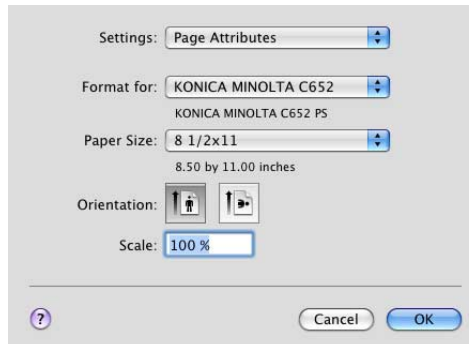 Settings: Page Attributes
Format for: KONICA MINOLTA C652
KONICA MINOLTA C652 PS
Paper Size: 8 1/2x11
8.50 by 11.00 inches
Orientation:
Scale: 100 %
? Cancel OK